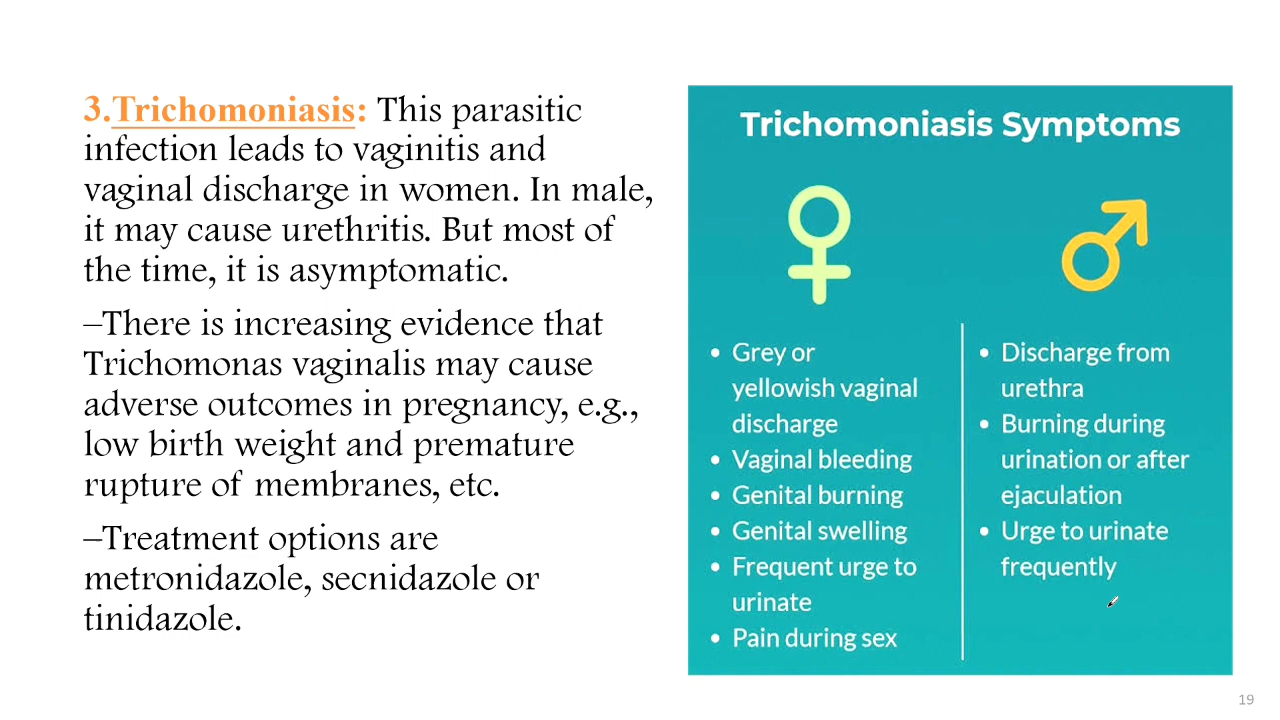 3.Trichomoniasis: This parasitic
infection leads to vaginitis and
vaginal discharge in women. In male,
it may cause urethritis. But most of
the time, it is asymptomatic.
–There is increasing evidence that
Trichomonas vaginalis may cause
adverse outcomes in pregnancy, e.g.,
low birth weight and premature
rupture of membranes, etc.
–Treatment options are
metronidazole, secnidazole or
tinidazole.
Trichomoniasis Symptoms
• Grey or
yellowish vaginal
discharge
• Vaginal bleeding
• Genital burning
• Genital swelling
• Frequent urge to
urinate
• Pain during sex
• Discharge from
urethra
• Burning during
urination or after
ejaculation
• Urge to urinate
frequently
19